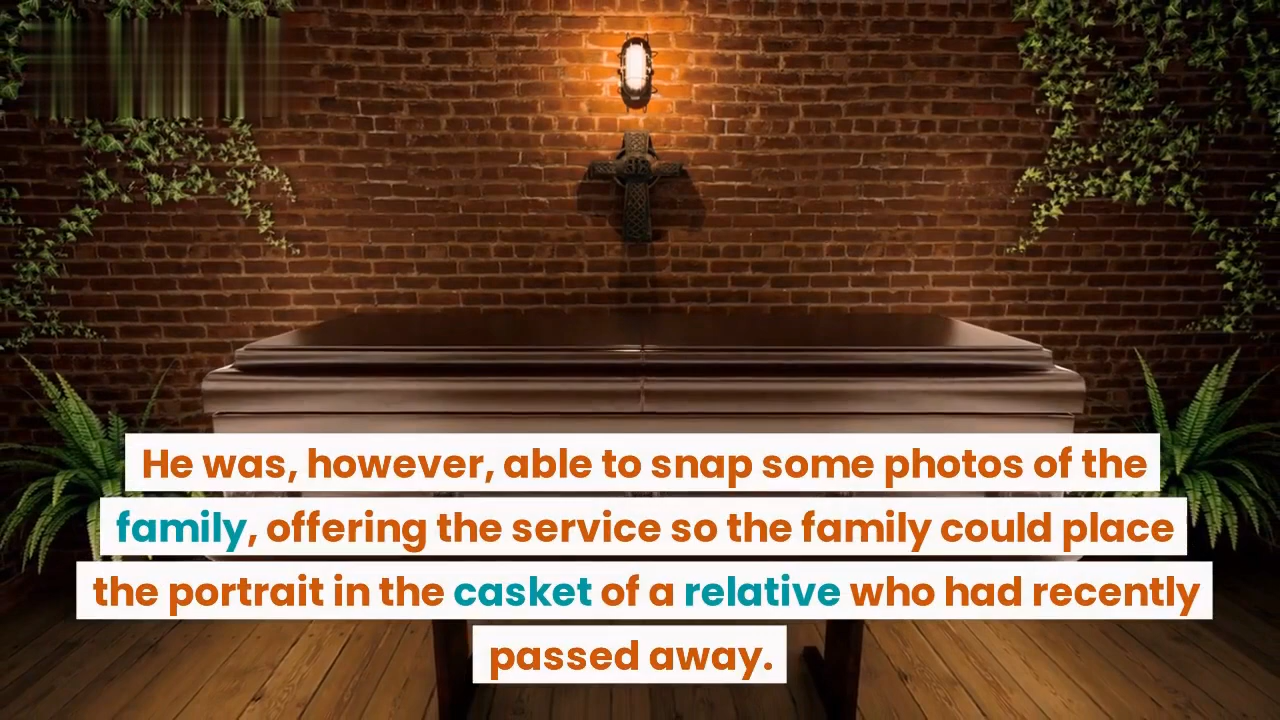 He was, however, able to snap some photos of the
family, offering the service so the family could place
the portrait in the casket of a relative who had recently
passed away.